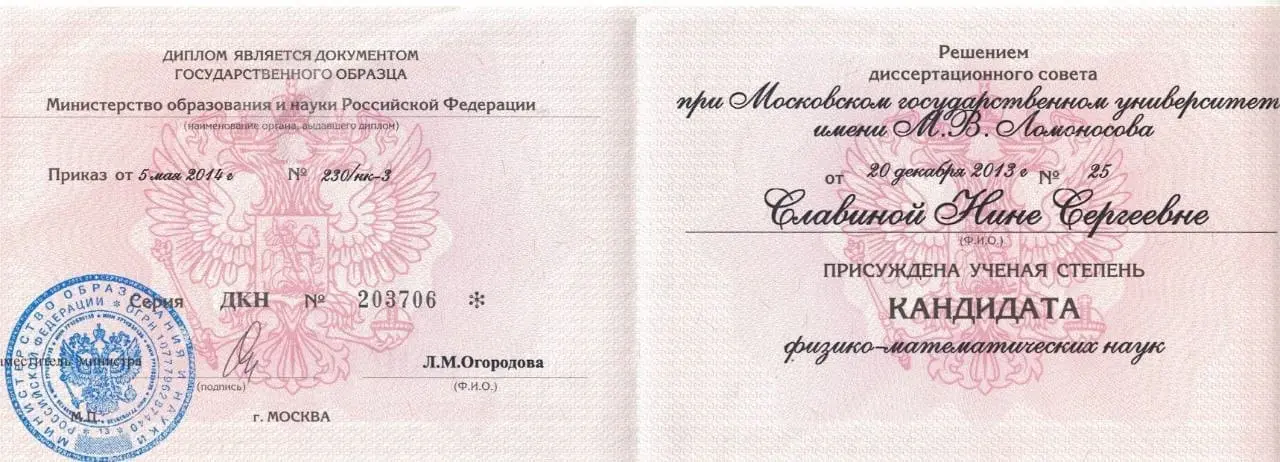 ДИПЛОМ ЯВЛЯЕТСЯ ДОКУМЕНТОМ
ГОСУДАРСТВЕННОГО ОБРАЗЦА
Министерство образования и науки Российской Федерации
(наименование органа, выдавшего диплом)
Приказ от 5 мая 2014 г № 230/нк-3
Серия ДКН № 203706 *
Заместитель министра
(подпись)
Л.М.Огородова
(Ф.И.О.)
М.П.
г. МОСКВА
МИНИСТЕРСТВО ОБРАЗОВАНИЯ И НАУКИ
РОССИЙСКОЙ ФЕДЕРАЦИИ * ОГРН 1077796287440
Решением
диссертационного совета
при Московском государственном университете
имени М.В. Ломоносова
от 20 декабря 2013 г № 25
Славиной Нине Сергеевне
(Ф.И.О.)
ПРИСУЖДЕНА УЧЕНАЯ СТЕПЕНЬ
КАНДИДАТА
физико-математических наук